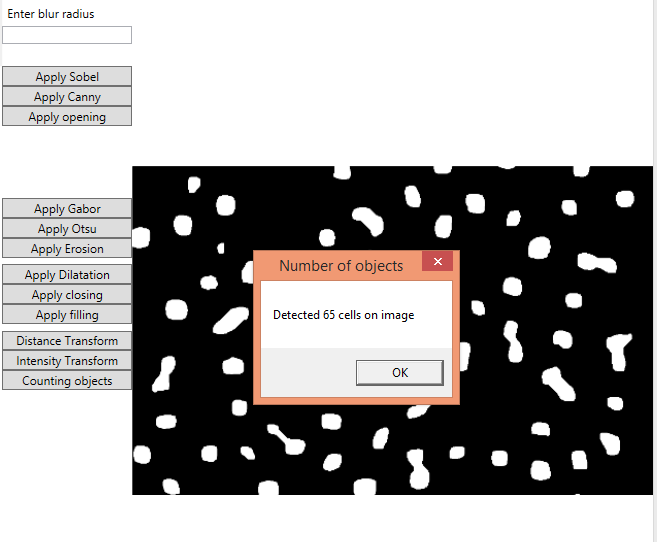 Enter blur radius
Apply Sobel
Apply Canny
Apply opening
Apply Gabor
Apply Otsu
Apply Erosion
Apply Dilatation
Apply closing
Apply filling
Distance Transform
Intensity Transform
Counting objects
Number of objects
Detected 65 cells on image
OK